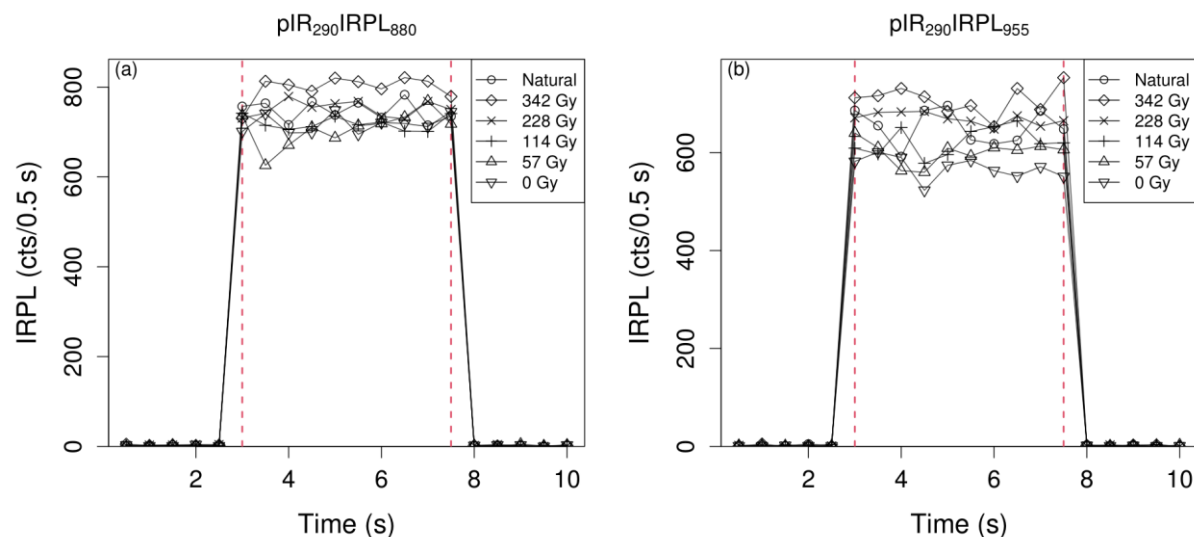 pIR₂₉₀IRPL₈₈₀
(a)
Natural
342 Gy
228 Gy
114 Gy
57 Gy
0 Gy
IRPL (cts/0.5 s)
0
200
400
600
800
2 4 6 8 10
Time (s)
pIR₂₉₀IRPL₉₅₅
(b)
Natural
342 Gy
228 Gy
114 Gy
57 Gy
0 Gy
IRPL (cts/0.5 s)
0
200
400
600
2 4 6 8 10
Time (s)